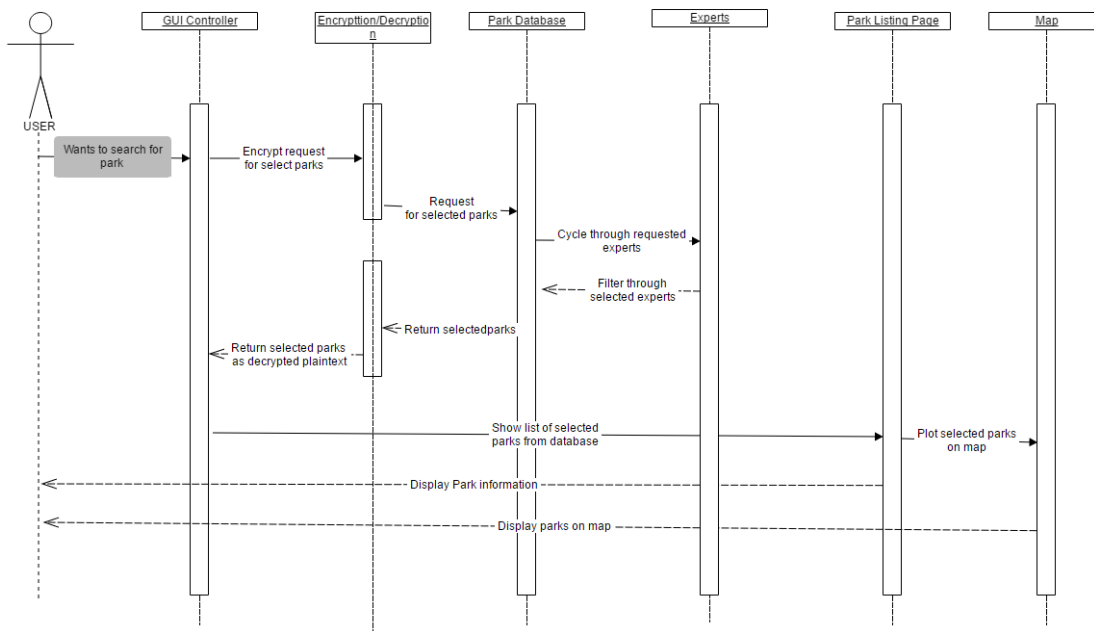 GUI Controller
Encrypttion/Decryptio
n
Park Database
Experts
Park Listing Page
Map
USER
Wants to search for
park
Encrypt request
for select parks
Request
for selected parks
Cycle through requested
experts
Filter through
selected experts
Return selectedparks
Return selected parks
as decrypted plaintext
Show list of selected
parks from database
Plot selected parks
on map
Display Park information
Display parks on map